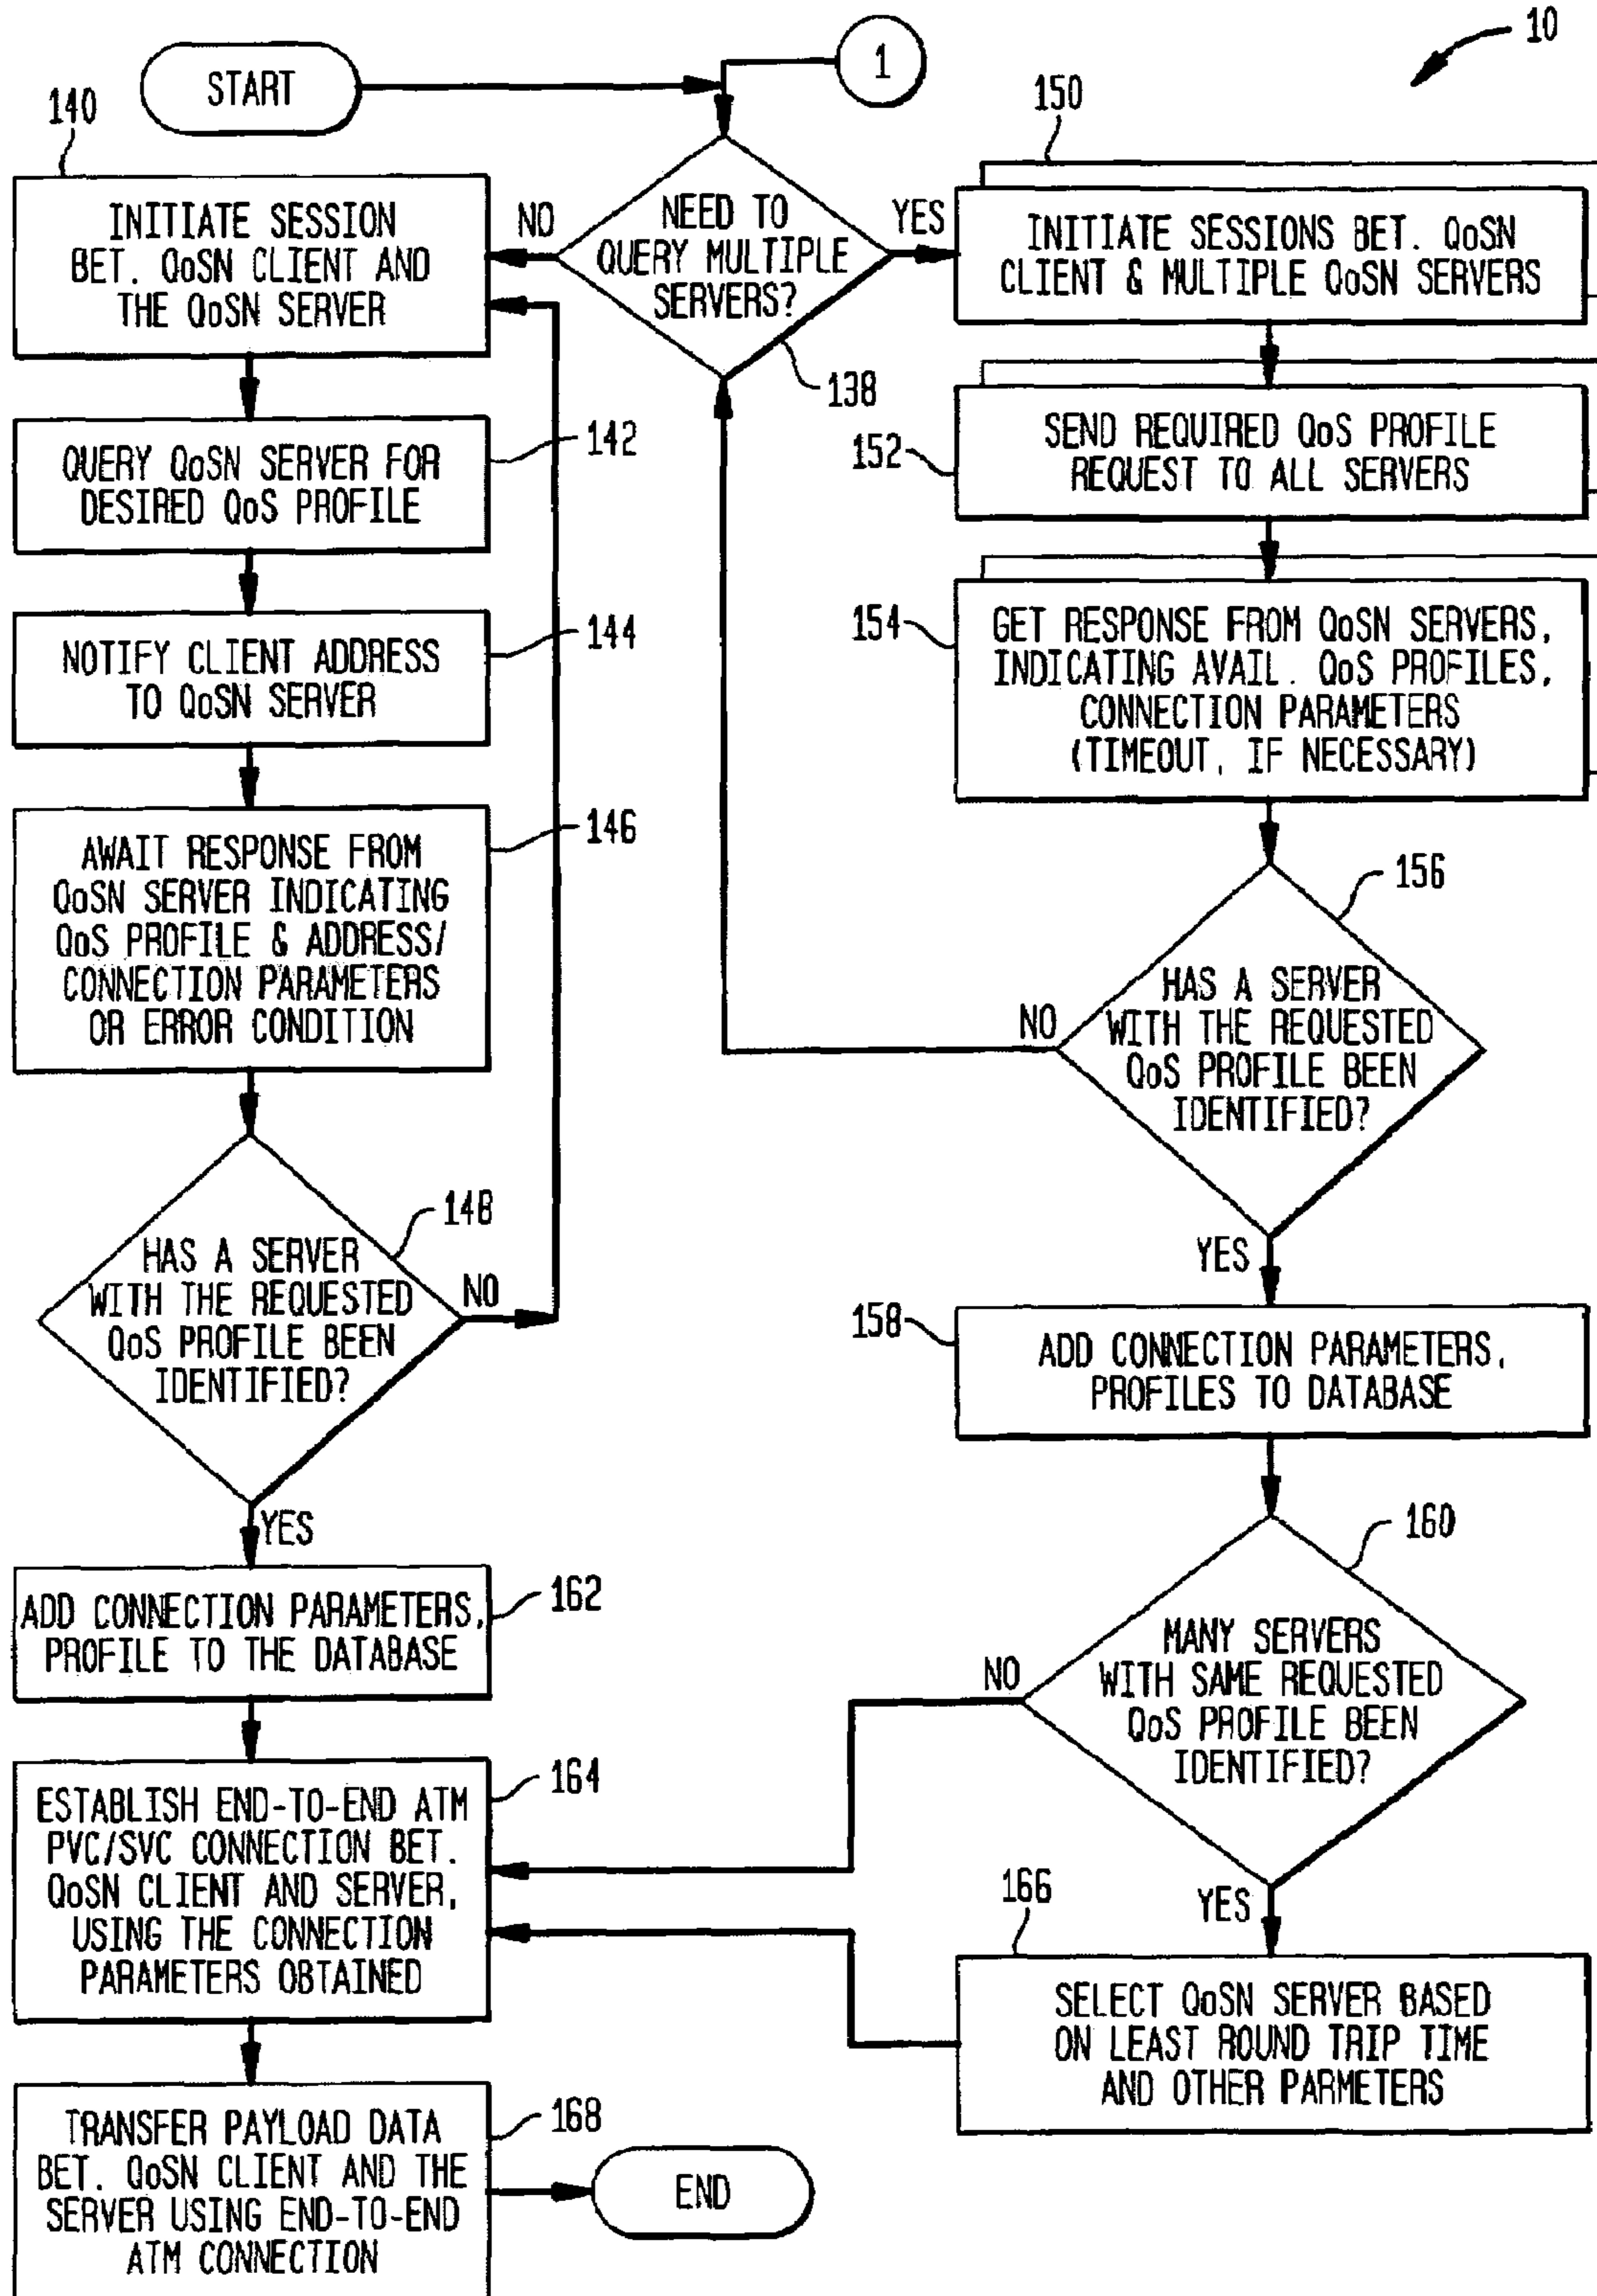 10
1
START
140
INITIATE SESSION
BET. QoSN CLIENT AND
THE QoSN SERVER
NO
NEED TO
QUERY MULTIPLE
SERVERS?
138
YES
150
INITIATE SESSIONS BET. QoSN
CLIENT & MULTIPLE QoSN SERVERS
142
QUERY QoSN SERVER FOR
DESIRED QoS PROFILE
152
SEND REQUIRED QoS PROFILE
REQUEST TO ALL SERVERS
144
NOTIFY CLIENT ADDRESS
TO QoSN SERVER
154
GET RESPONSE FROM QoSN SERVERS,
INDICATING AVAIL. QoS PROFILES,
CONNECTION PARAMETERS
(TIMEOUT, IF NECESSARY)
146
AWAIT RESPONSE FROM
QoSN SERVER INDICATING
QoS PROFILE & ADDRESS/
CONNECTION PARAMETERS
OR ERROR CONDITION
156
HAS A SERVER
WITH THE REQUESTED
QoS PROFILE BEEN
IDENTIFIED?
NO
YES
148
HAS A SERVER
WITH THE REQUESTED
QoS PROFILE BEEN
IDENTIFIED?
NO
YES
158
ADD CONNECTION PARAMETERS,
PROFILES TO DATABASE
162
ADD CONNECTION PARAMETERS,
PROFILE TO THE DATABASE
160
MANY SERVERS
WITH SAME REQUESTED
QoS PROFILE BEEN
IDENTIFIED?
NO
YES
164
ESTABLISH END-TO-END ATM
PVC/SVC CONNECTION BET.
QoSN CLIENT AND SERVER,
USING THE CONNECTION
PARAMETERS OBTAINED
166
SELECT QoSN SERVER BASED
ON LEAST ROUND TRIP TIME
AND OTHER PARMETERS
168
TRANSFER PAYLOAD DATA
BET. QoSN CLIENT AND THE
SERVER USING END-TO-END
ATM CONNECTION
END